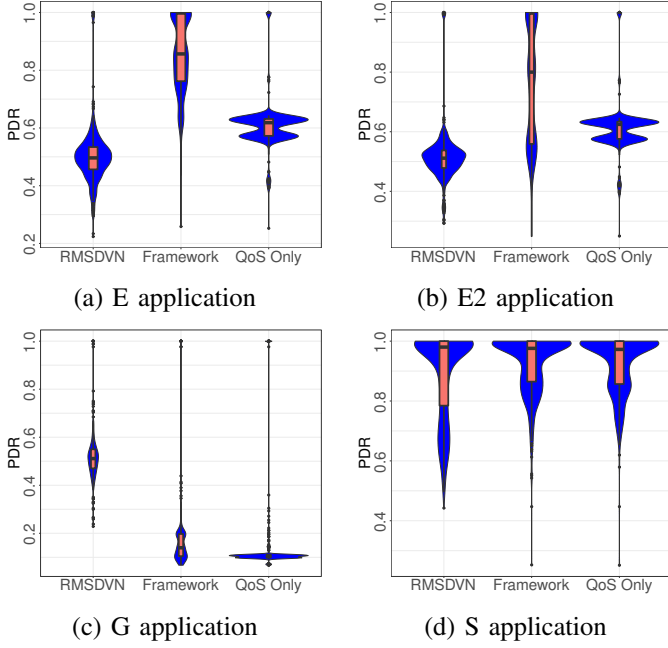 1.0
0.8
0.6
0.4
0.2
PDR
RMSDVN Framework QoS Only
(a) E application
1.0
0.8
0.6
0.4
PDR
RMSDVN Framework QoS Only
(b) E2 application
1.0
0.8
0.6
0.4
0.2
PDR
RMSDVN Framework QoS Only
(c) G application
1.0
0.8
0.6
0.4
PDR
RMSDVN Framework QoS Only
(d) S application